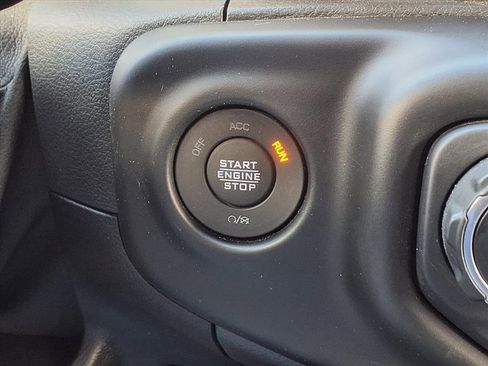 ACC
OFF
RUN
START
ENGINE
STOP